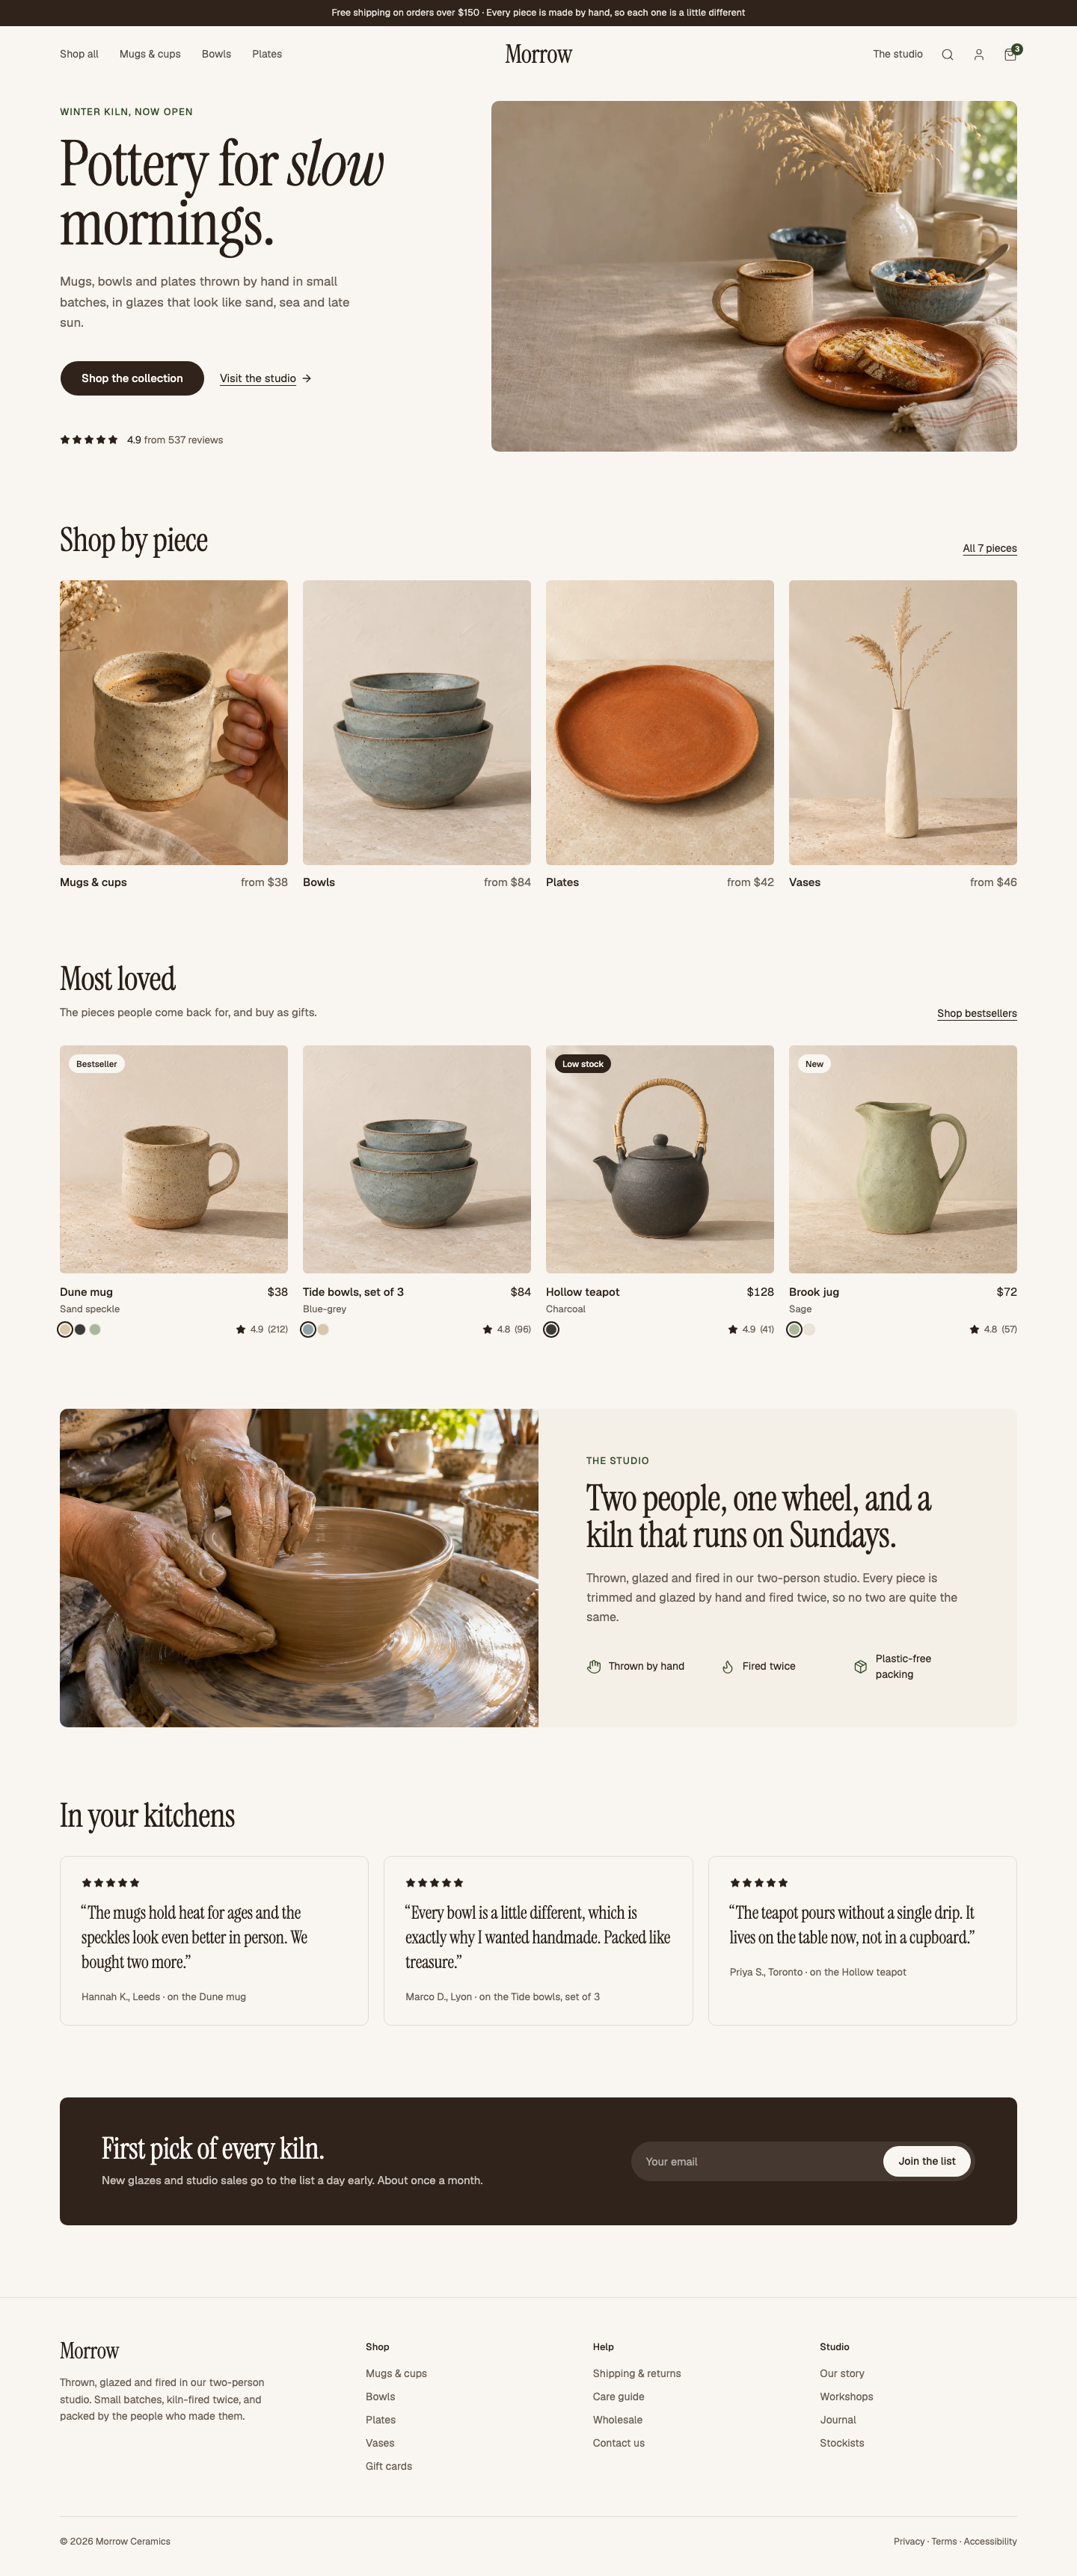 Free shipping on orders over $150 · Every piece is made by hand, so each one is a little different
Shop all
Mugs & cups
Bowls
Plates
Morrow
The studio
3
WINTER KILN, NOW OPEN
Pottery for slow
mornings.
Mugs, bowls and plates thrown by hand in small
batches, in glazes that look like sand, sea and late
sun.
Shop the collection
Visit the studio →
4.9 from 537 reviews
Shop by piece
All 7 pieces
Mugs & cups
from $38
Bowls
from $84
Plates
from $42
Vases
from $46
Most loved
The pieces people come back for, and buy as gifts.
Shop bestsellers
Bestseller
Dune mug
$38
Sand speckle
4.9 (212)
Tide bowls, set of 3
$84
Blue-grey
4.8 (96)
Low stock
Hollow teapot
$128
Charcoal
4.9 (41)
New
Brook jug
$72
Sage
4.8 (57)
THE STUDIO
Two people, one wheel, and a
kiln that runs on Sundays.
Thrown, glazed and fired in our two-person studio. Every piece is
trimmed and glazed by hand and fired twice, so no two are quite the
same.
Thrown by hand
Fired twice
Plastic-free
packing
In your kitchens
“The mugs hold heat for ages and the
speckles look even better in person. We
bought two more.”
Hannah K., Leeds · on the Dune mug
“Every bowl is a little different, which is
exactly why I wanted handmade. Packed like
treasure.”
Marco D., Lyon · on the Tide bowls, set of 3
“The teapot pours without a single drip. It
lives on the table now, not in a cupboard.”
Priya S., Toronto · on the Hollow teapot
First pick of every kiln.
New glazes and studio sales go to the list a day early. About once a month.
Your email
Join the list
Morrow
Thrown, glazed and fired in our two-person
studio. Small batches, kiln-fired twice, and
packed by the people who made them.
Shop
Mugs & cups
Bowls
Plates
Vases
Gift cards
Help
Shipping & returns
Care guide
Wholesale
Contact us
Studio
Our story
Workshops
Journal
Stockists
© 2026 Morrow Ceramics
Privacy · Terms · Accessibility